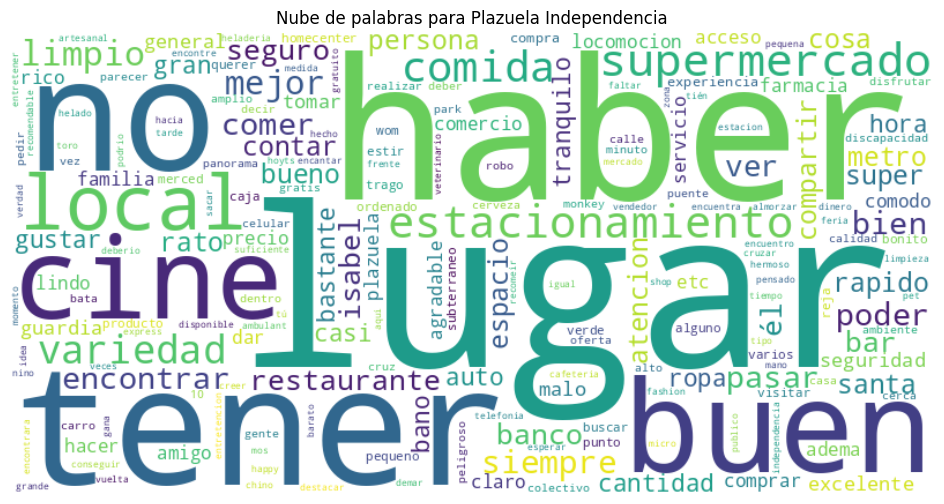 Nube de palabras para Plazuela Independencia
entretener artesanal heladeria homecenter gratuito persona compra locomocion acceso pequena cosa
limpio general seguro comida supermercado
rico gran querer realizar deber experiencia farmacia disfrutar
recomendable parecer medida mejor tomar amplio park faltar zona tién
no haber
pedir helado hacia decir comer comercio wom tranquilo calle servicio estacion compartir hora discapacidad
toro tarde podrio hecho contar estir minuto ver metro
vez panorama hoyts encantar bueno frente veterinario robo mercado super
verdad familia merced gratis trago puente comodo
local sacar caja ordenado cerveza monkey vendedor encuentra almorzar dinero
celular estacionamiento feria bien
gustar rato precio bastante isabel plazuela calidad bonito
deberio suficiente agradable subterraneo espacio recomeir igual atencion encuentro cruzar limpieza
cine lugar
lindo bata dentro shop etc hermoso pensado rapido
momento guardia producto disponible ambulant tú aqui tiempo él reja pet
express casi verde oferta alguno tipo poder ambiente
idea variedad dar cruz varios bar
nino veces cafeteria alto mano seguridad
encontrar restaurante auto malo ropa pasar casa santa
creer 10 fashion visitar cerca
tener buen
encontrara carro gana entretencion barato bano telefonia buscar micro publico independencia
hacer amigo gente peligroso banco punto adema
conseguir mos pequeno siempre esperar
grande vuelta chino happy destacar demar claro colectivo cantidad comprar excelente